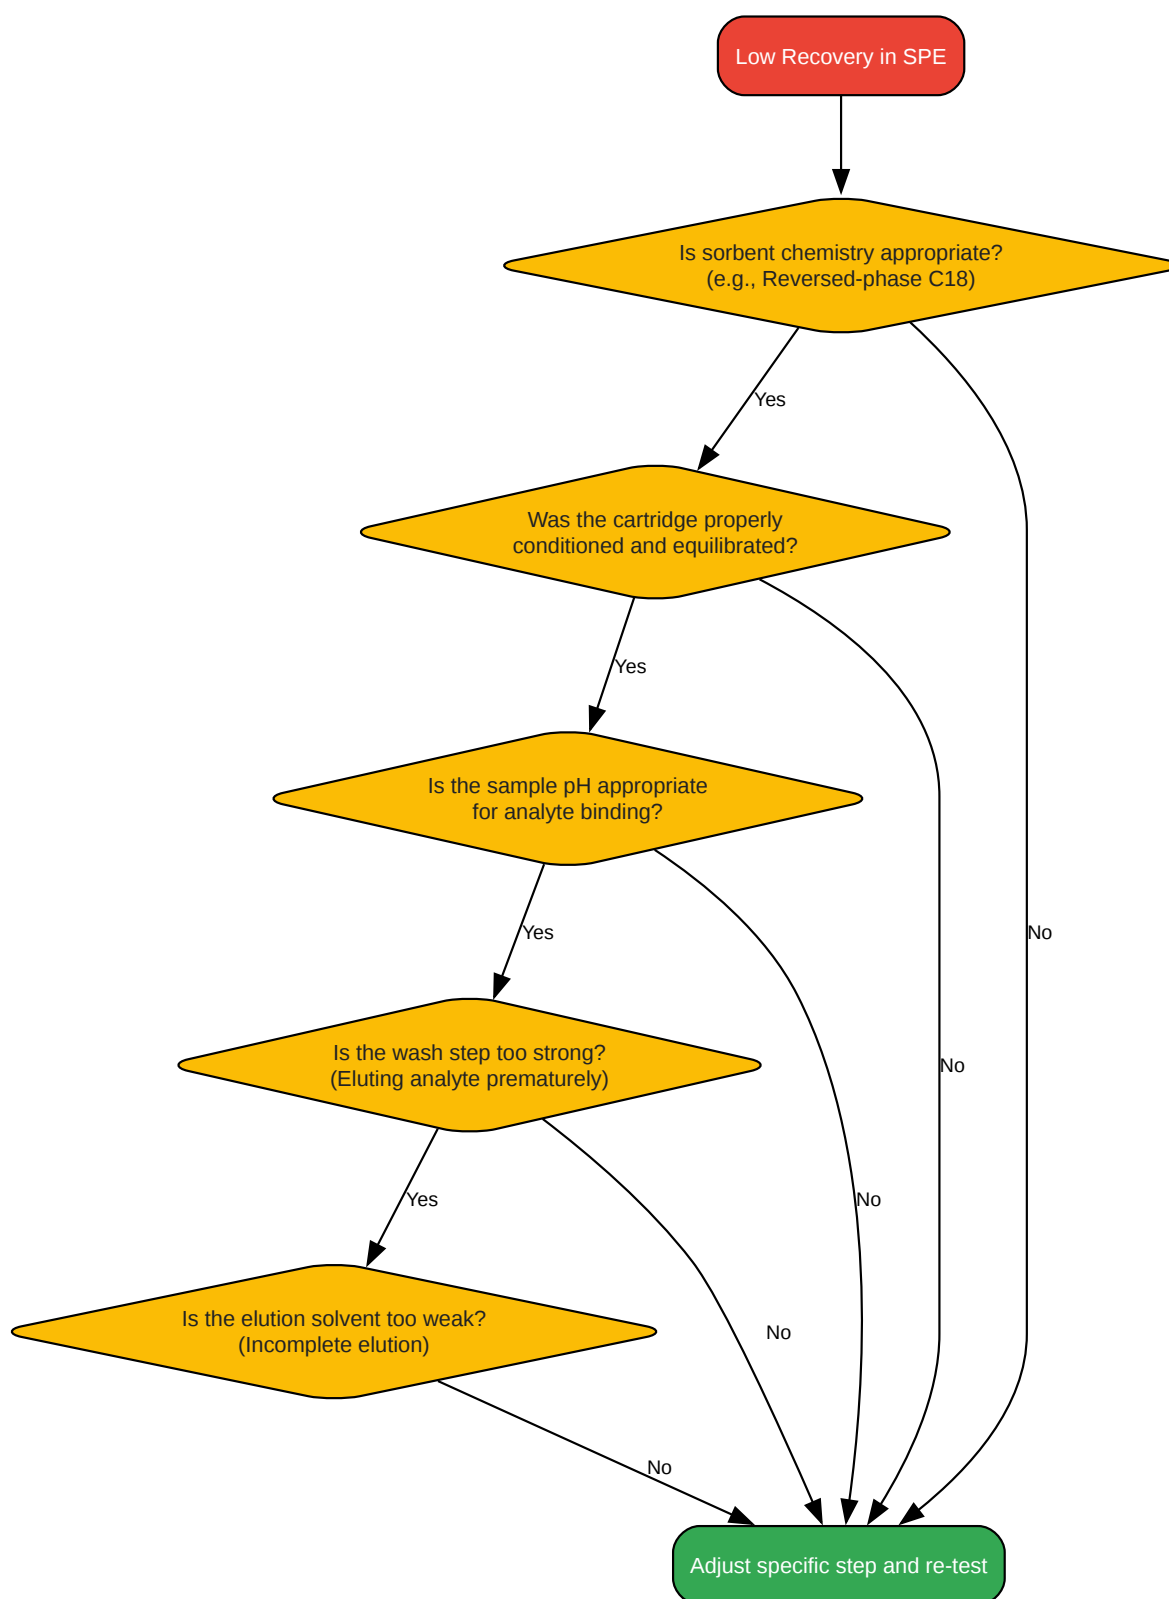 Low Recovery in SPE
Is sorbent chemistry appropriate?
(e.g., Reversed-phase C18)
Yes
Was the cartridge properly
conditioned and equilibrated?
Yes
Is the sample pH appropriate
for analyte binding?
Yes
No
Is the wash step too strong?
(Eluting analyte prematurely)
No
Yes
No
Is the elution solvent too weak?
(Incomplete elution)
No
No
Adjust specific step and re-test